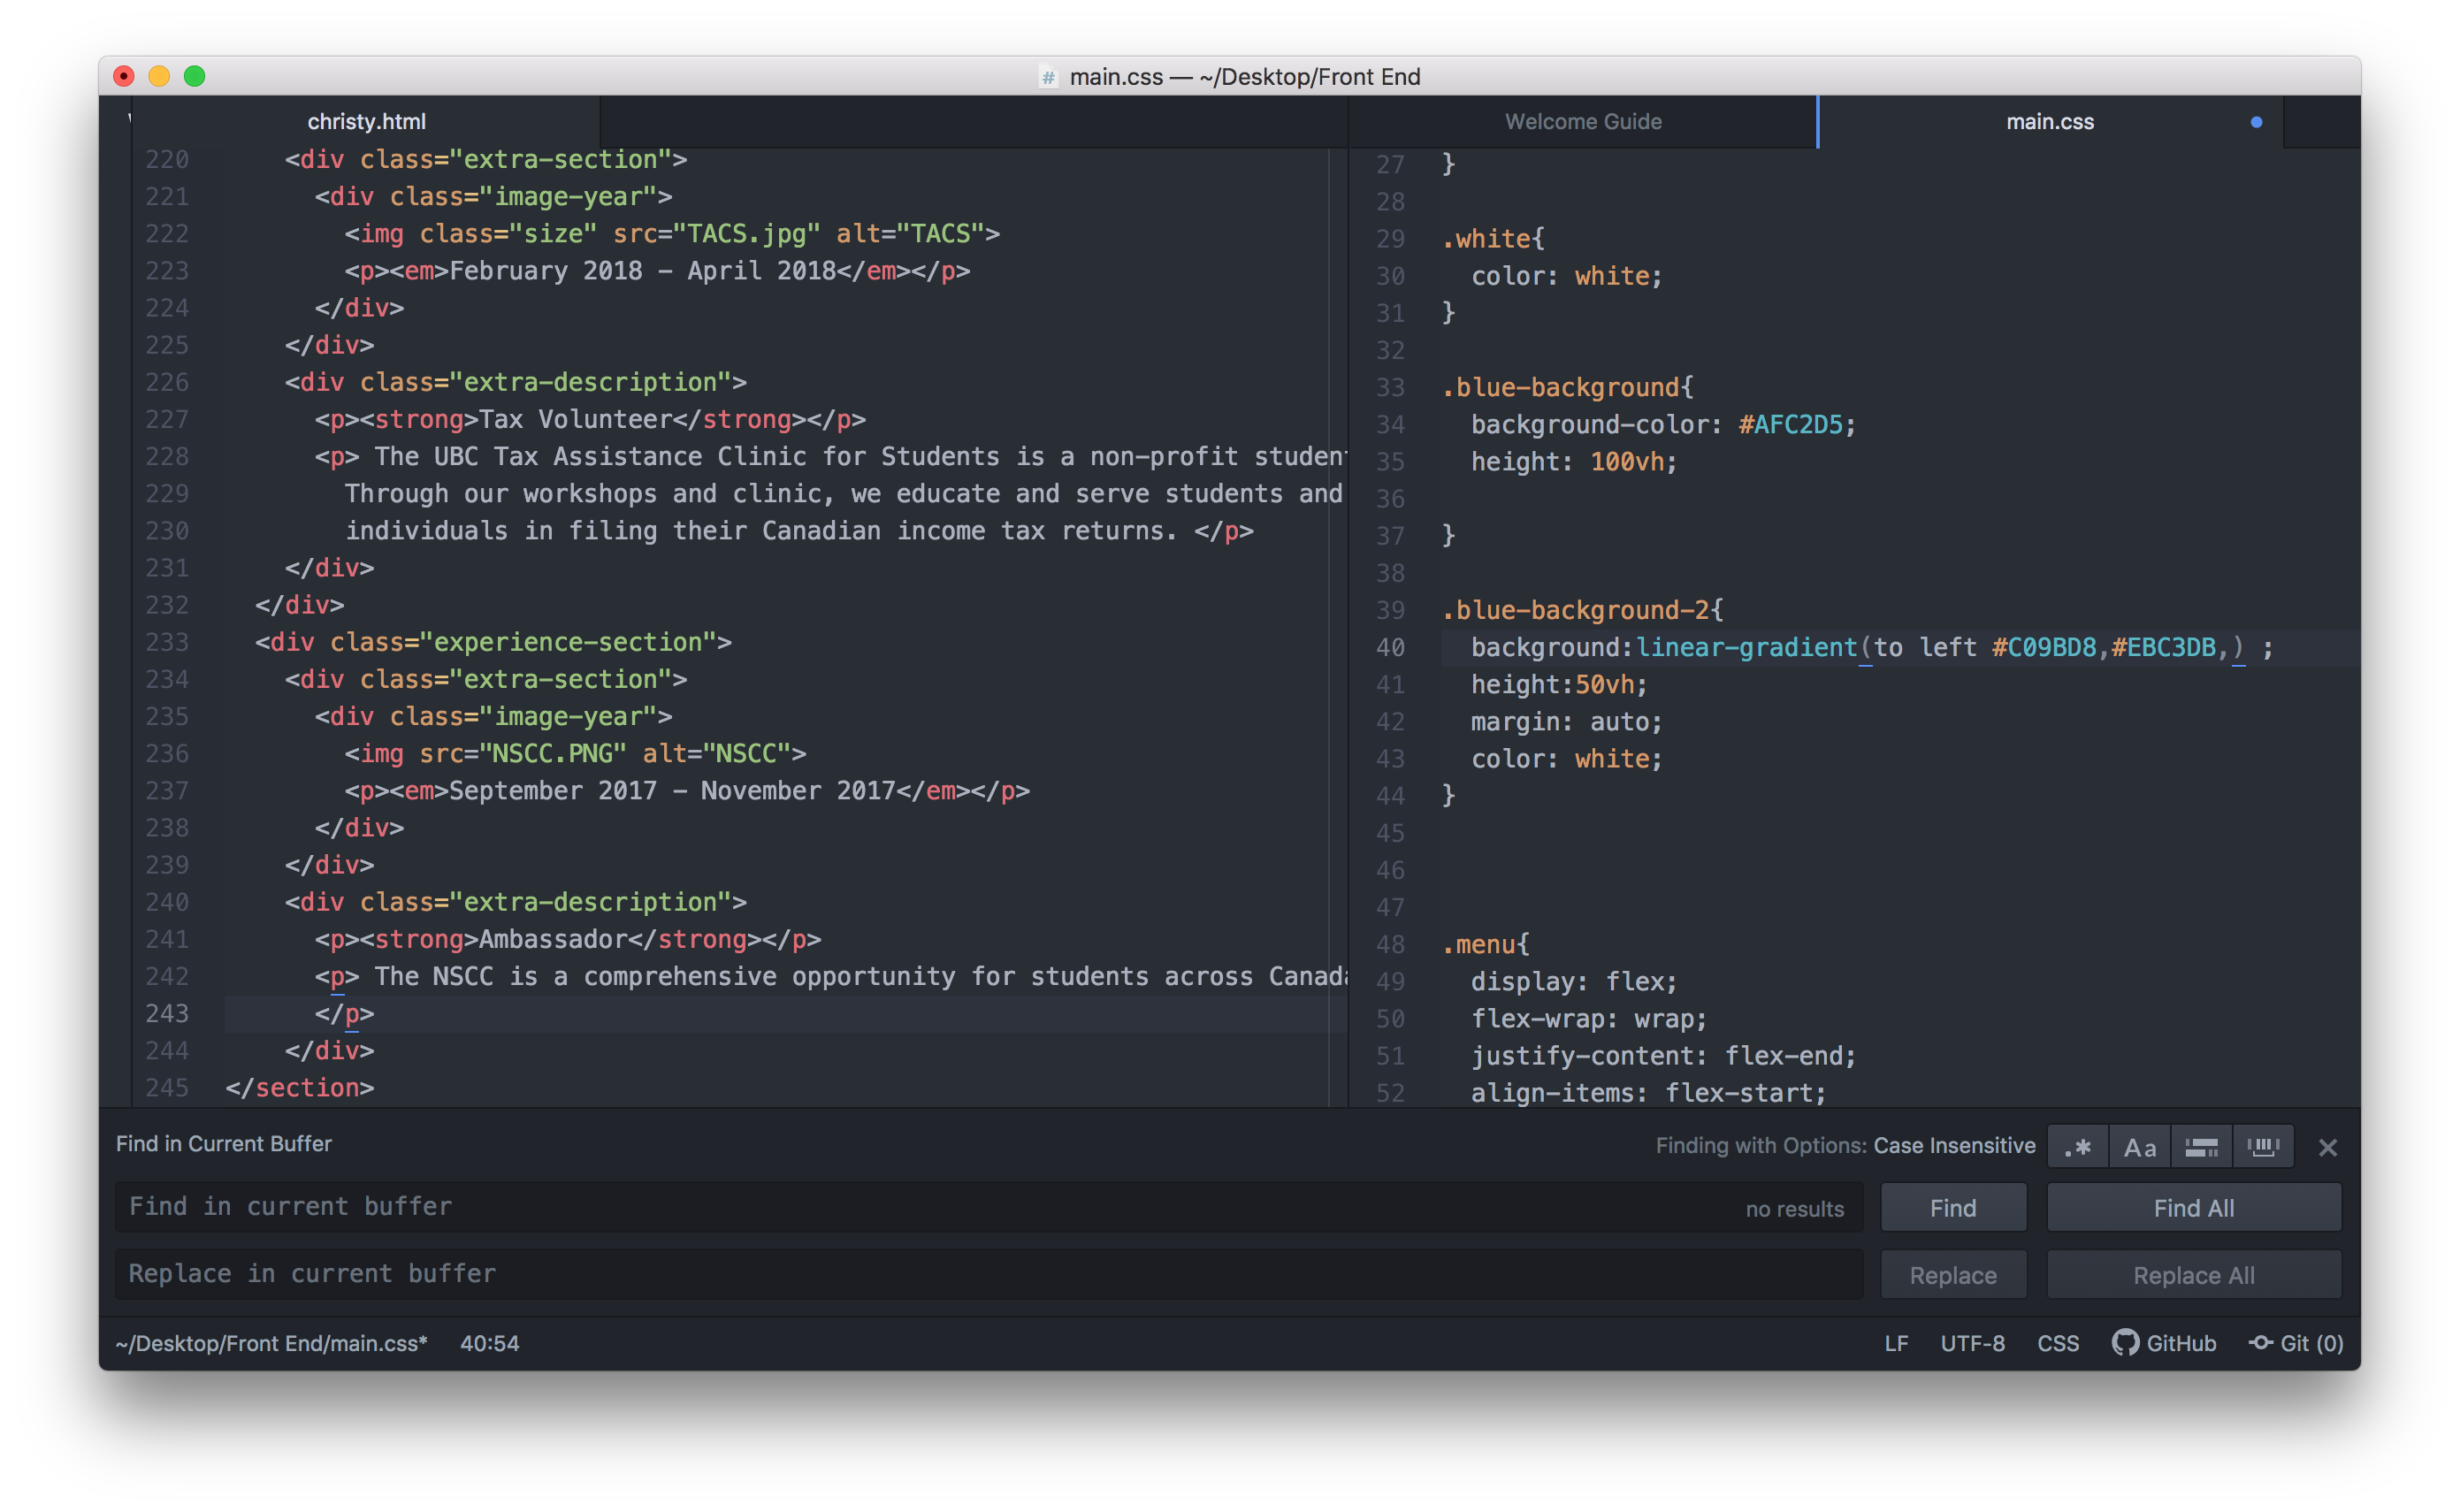 main.css — ~/Desktop/Front End
christy.html
220 <div class="extra-section">
221 <div class="image-year">
222 <img class="size" src="TACS.jpg" alt="TACS">
223 <p><em>February 2018 - April 2018</em></p>
224 </div>
225 </div>
226 <div class="extra-description">
227 <p><strong>Tax Volunteer</strong></p>
228 <p> The UBC Tax Assistance Clinic for Students is a non-profit student
229 Through our workshops and clinic, we educate and serve students and
230 individuals in filing their Canadian income tax returns. </p>
231 </div>
232 </div>
233 <div class="experience-section">
234 <div class="extra-section">
235 <div class="image-year">
236 <img src="NSCC.PNG" alt="NSCC">
237 <p><em>September 2017 - November 2017</em></p>
238 </div>
239 </div>
240 <div class="extra-description">
241 <p><strong>Ambassador</strong></p>
242 <p> The NSCC is a comprehensive opportunity for students across Canada
243 </p>
244 </div>
245 </section>
Welcome Guide
main.css
27 }
28
29 .white{
30 color: white;
31 }
32
33 .blue-background{
34 background-color: #AFC2D5;
35 height: 100vh;
36
37 }
38
39 .blue-background-2{
40 background:linear-gradient(to left #C09BD8,#EBC3DB,) ;
41 height:50vh;
42 margin: auto;
43 color: white;
44 }
45
46
47
48 .menu{
49 display: flex;
50 flex-wrap: wrap;
51 justify-content: flex-end;
52 align-items: flex-start;
Find in Current Buffer
Finding with Options: Case Insensitive
.* Aa
Find in current buffer
no results
Find
Find All
Replace in current buffer
Replace
Replace All
~/Desktop/Front End/main.css* 40:54
LF UTF-8 CSS GitHub Git (0)